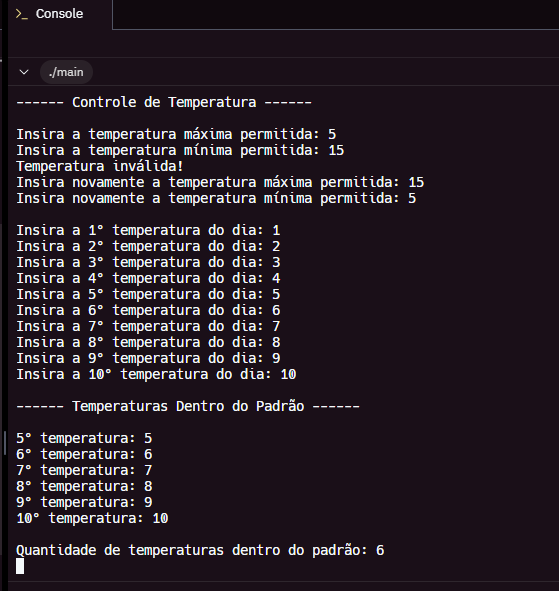 >_ Console
./main
------ Controle de Temperatura ------
Insira a temperatura máxima permitida: 5
Insira a temperatura mínima permitida: 15
Temperatura inválida!
Insira novamente a temperatura máxima permitida: 15
Insira novamente a temperatura mínima permitida: 5
Insira a 1° temperatura do dia: 1
Insira a 2° temperatura do dia: 2
Insira a 3° temperatura do dia: 3
Insira a 4° temperatura do dia: 4
Insira a 5° temperatura do dia: 5
Insira a 6° temperatura do dia: 6
Insira a 7° temperatura do dia: 7
Insira a 8° temperatura do dia: 8
Insira a 9° temperatura do dia: 9
Insira a 10° temperatura do dia: 10
------ Temperaturas Dentro do Padrão ------
5° temperatura: 5
6° temperatura: 6
7° temperatura: 7
8° temperatura: 8
9° temperatura: 9
10° temperatura: 10
Quantidade de temperaturas dentro do padrão: 6